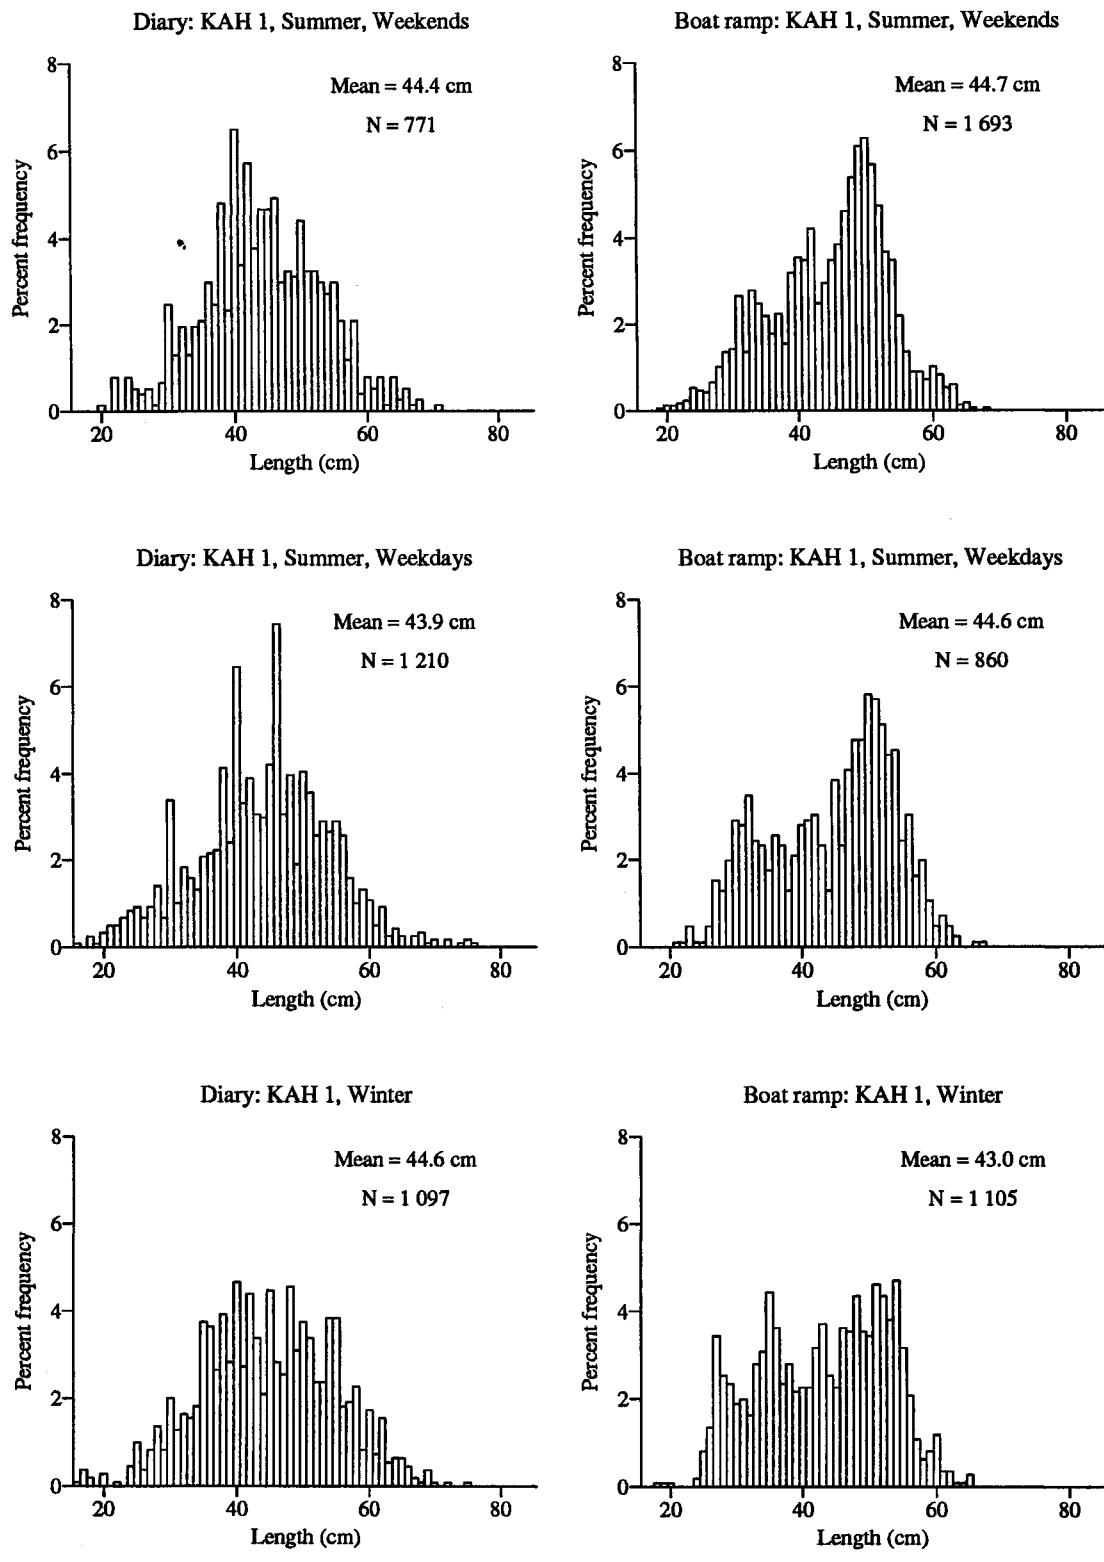 Diary: KAH 1, Summer, Weekends
Mean = 44.4 cm
N = 771
Percent frequency
8
6
4
2
0
20 40 60 80
Length (cm)
Boat ramp: KAH 1, Summer, Weekends
Mean = 44.7 cm
N = 1 693
Percent frequency
8
6
4
2
0
20 40 60 80
Length (cm)
Diary: KAH 1, Summer, Weekdays
Mean = 43.9 cm
N = 1 210
Percent frequency
8
6
4
2
0
20 40 60 80
Length (cm)
Boat ramp: KAH 1, Summer, Weekdays
Mean = 44.6 cm
N = 860
Percent frequency
8
6
4
2
0
20 40 60 80
Length (cm)
Diary: KAH 1, Winter
Mean = 44.6 cm
N = 1 097
Percent frequency
8
6
4
2
0
20 40 60 80
Length (cm)
Boat ramp: KAH 1, Winter
Mean = 43.0 cm
N = 1 105
Percent frequency
8
6
4
2
0
20 40 60 80
Length (cm)